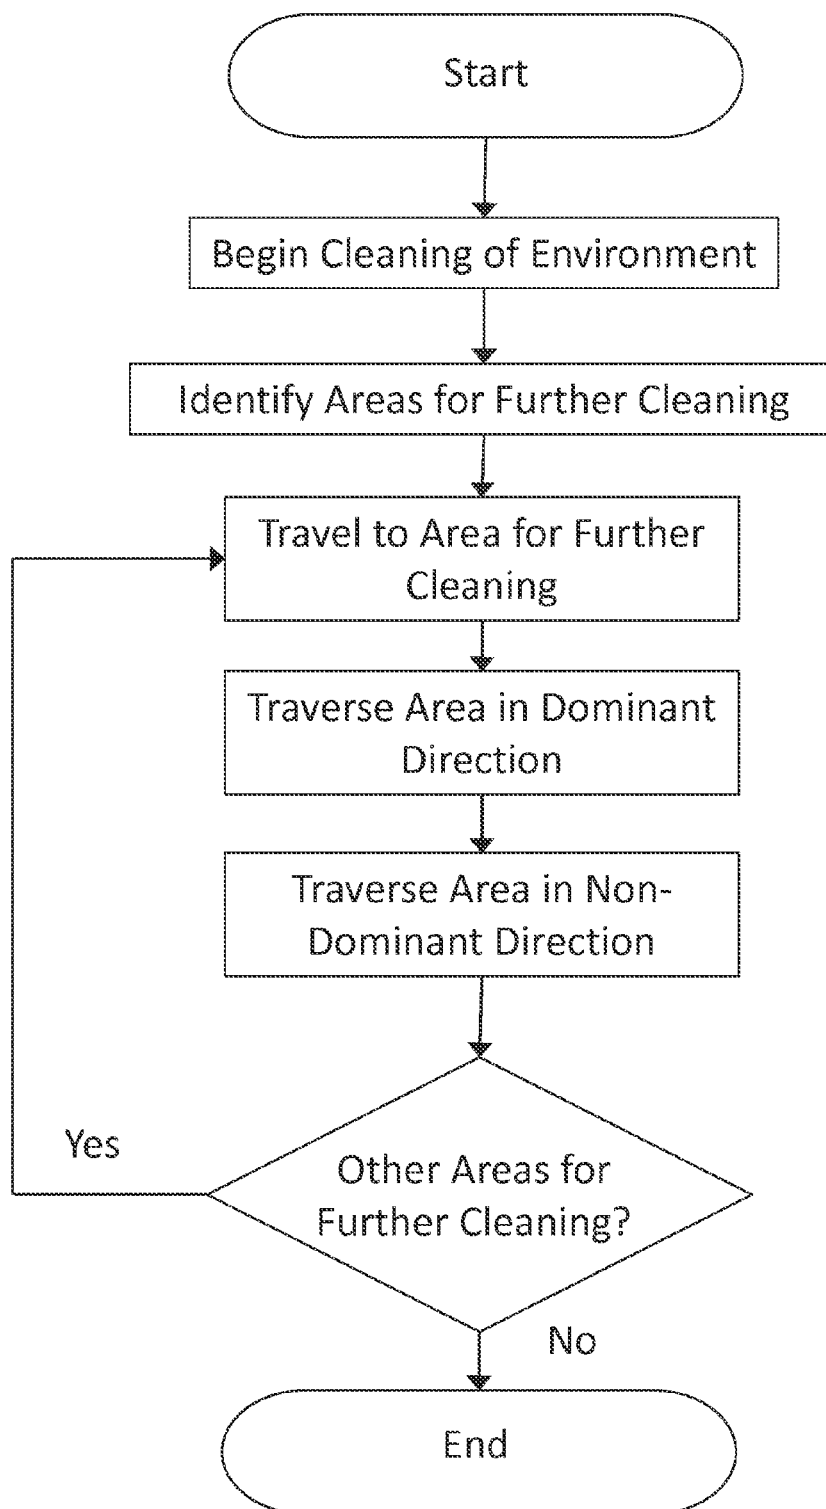 Start
Begin Cleaning of Environment
Identify Areas for Further Cleaning
Travel to Area for Further
Cleaning
Traverse Area in Dominant
Direction
Traverse Area in Non-
Dominant Direction
Yes
Other Areas for
Further Cleaning?
No
End